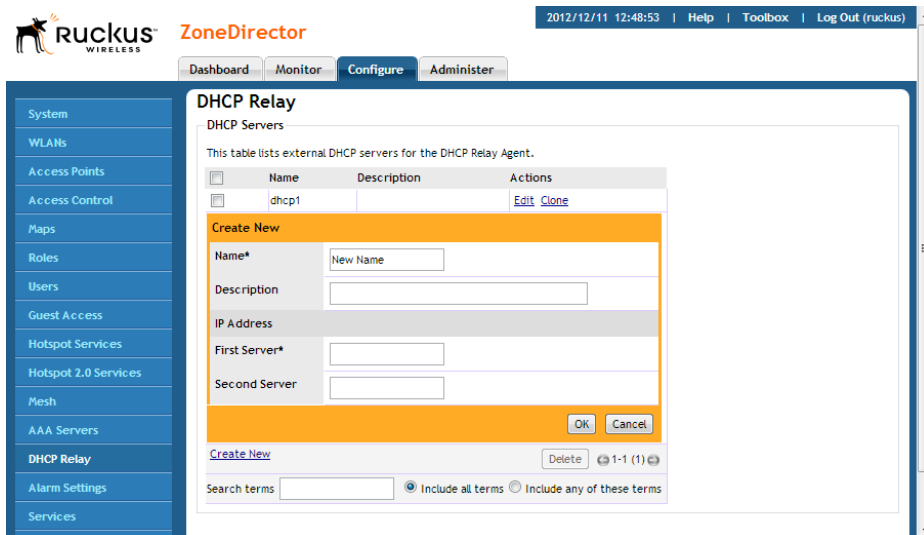 2012/12/11 12:48:53 | Help | Toolbox | Log Out (ruckus)
Ruckus™ WIRELESS
ZoneDirector
Dashboard Monitor Configure Administer
System
WLANs
Access Points
Access Control
Maps
Roles
Users
Guest Access
Hotspot Services
Hotspot 2.0 Services
Mesh
AAA Servers
DHCP Relay
Alarm Settings
Services
DHCP Relay
DHCP Servers
This table lists external DHCP servers for the DHCP Relay Agent.
Name Description Actions
dhcp1 Edit Clone
Create New
Name* New Name
Description
IP Address
First Server*
Second Server
OK Cancel
Create New Delete 1-1 (1)
Search terms Include all terms Include any of these terms